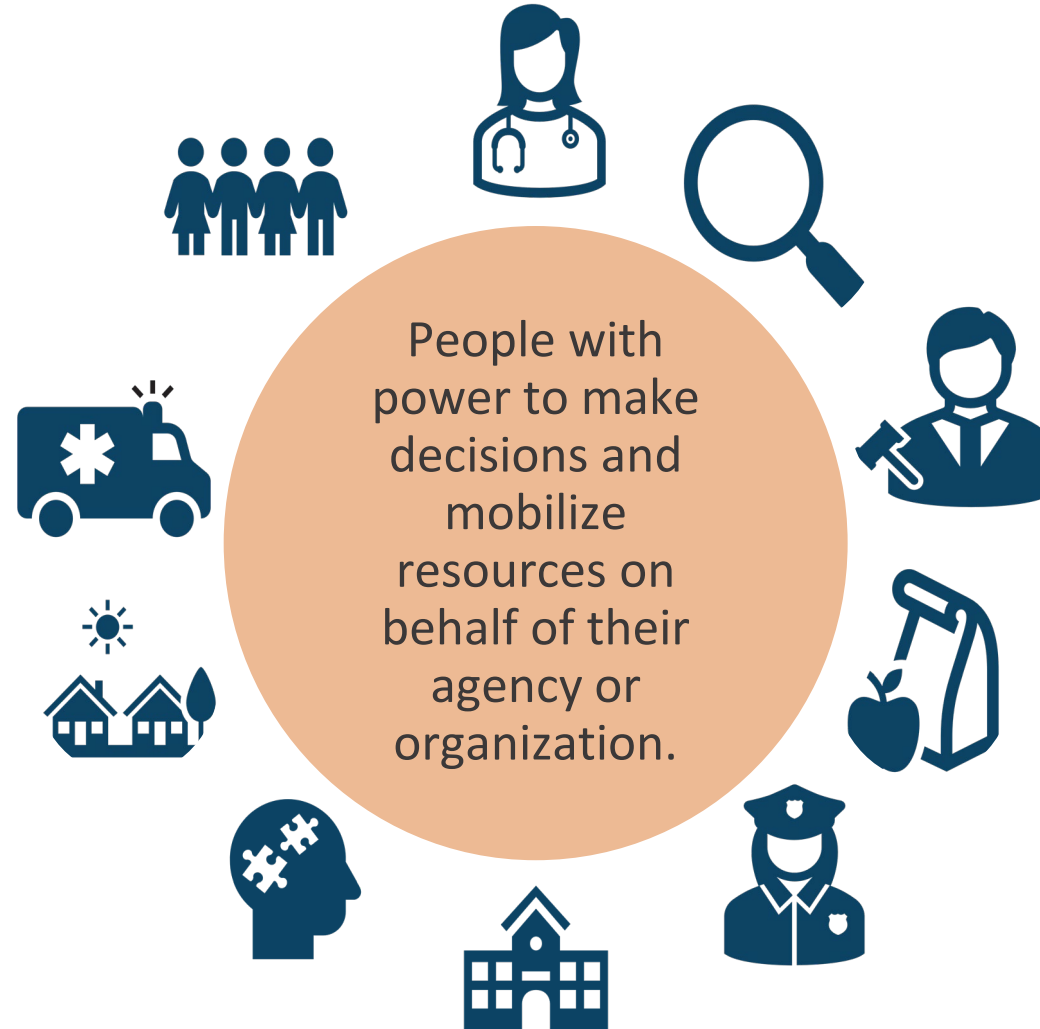 People with
power to make
decisions and
mobilize
resources on
behalf of their
agency or
organization.